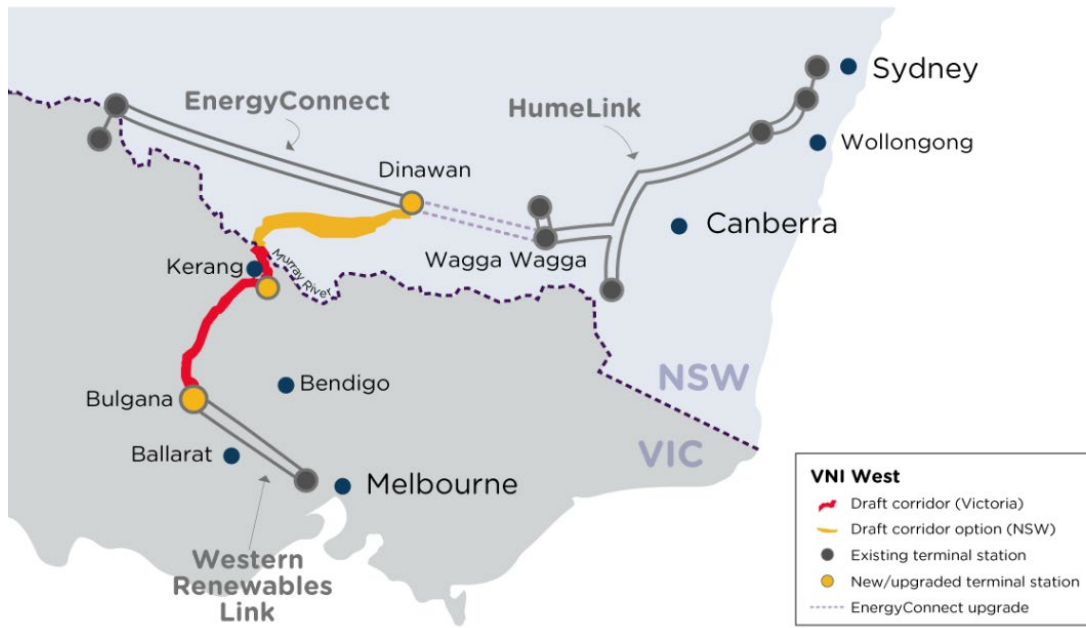 Sydney
EnergyConnect
HumeLink
Wollongong
Dinawan
Canberra
Wagga Wagga
Kerang
Murray River
NSW
Bendigo
Bulgana
VIC
Ballarat
Melbourne
Western
Renewables
Link
VNI West
Draft corridor (Victoria)
Draft corridor option (NSW)
Existing terminal station
New/upgraded terminal station
EnergyConnect upgrade